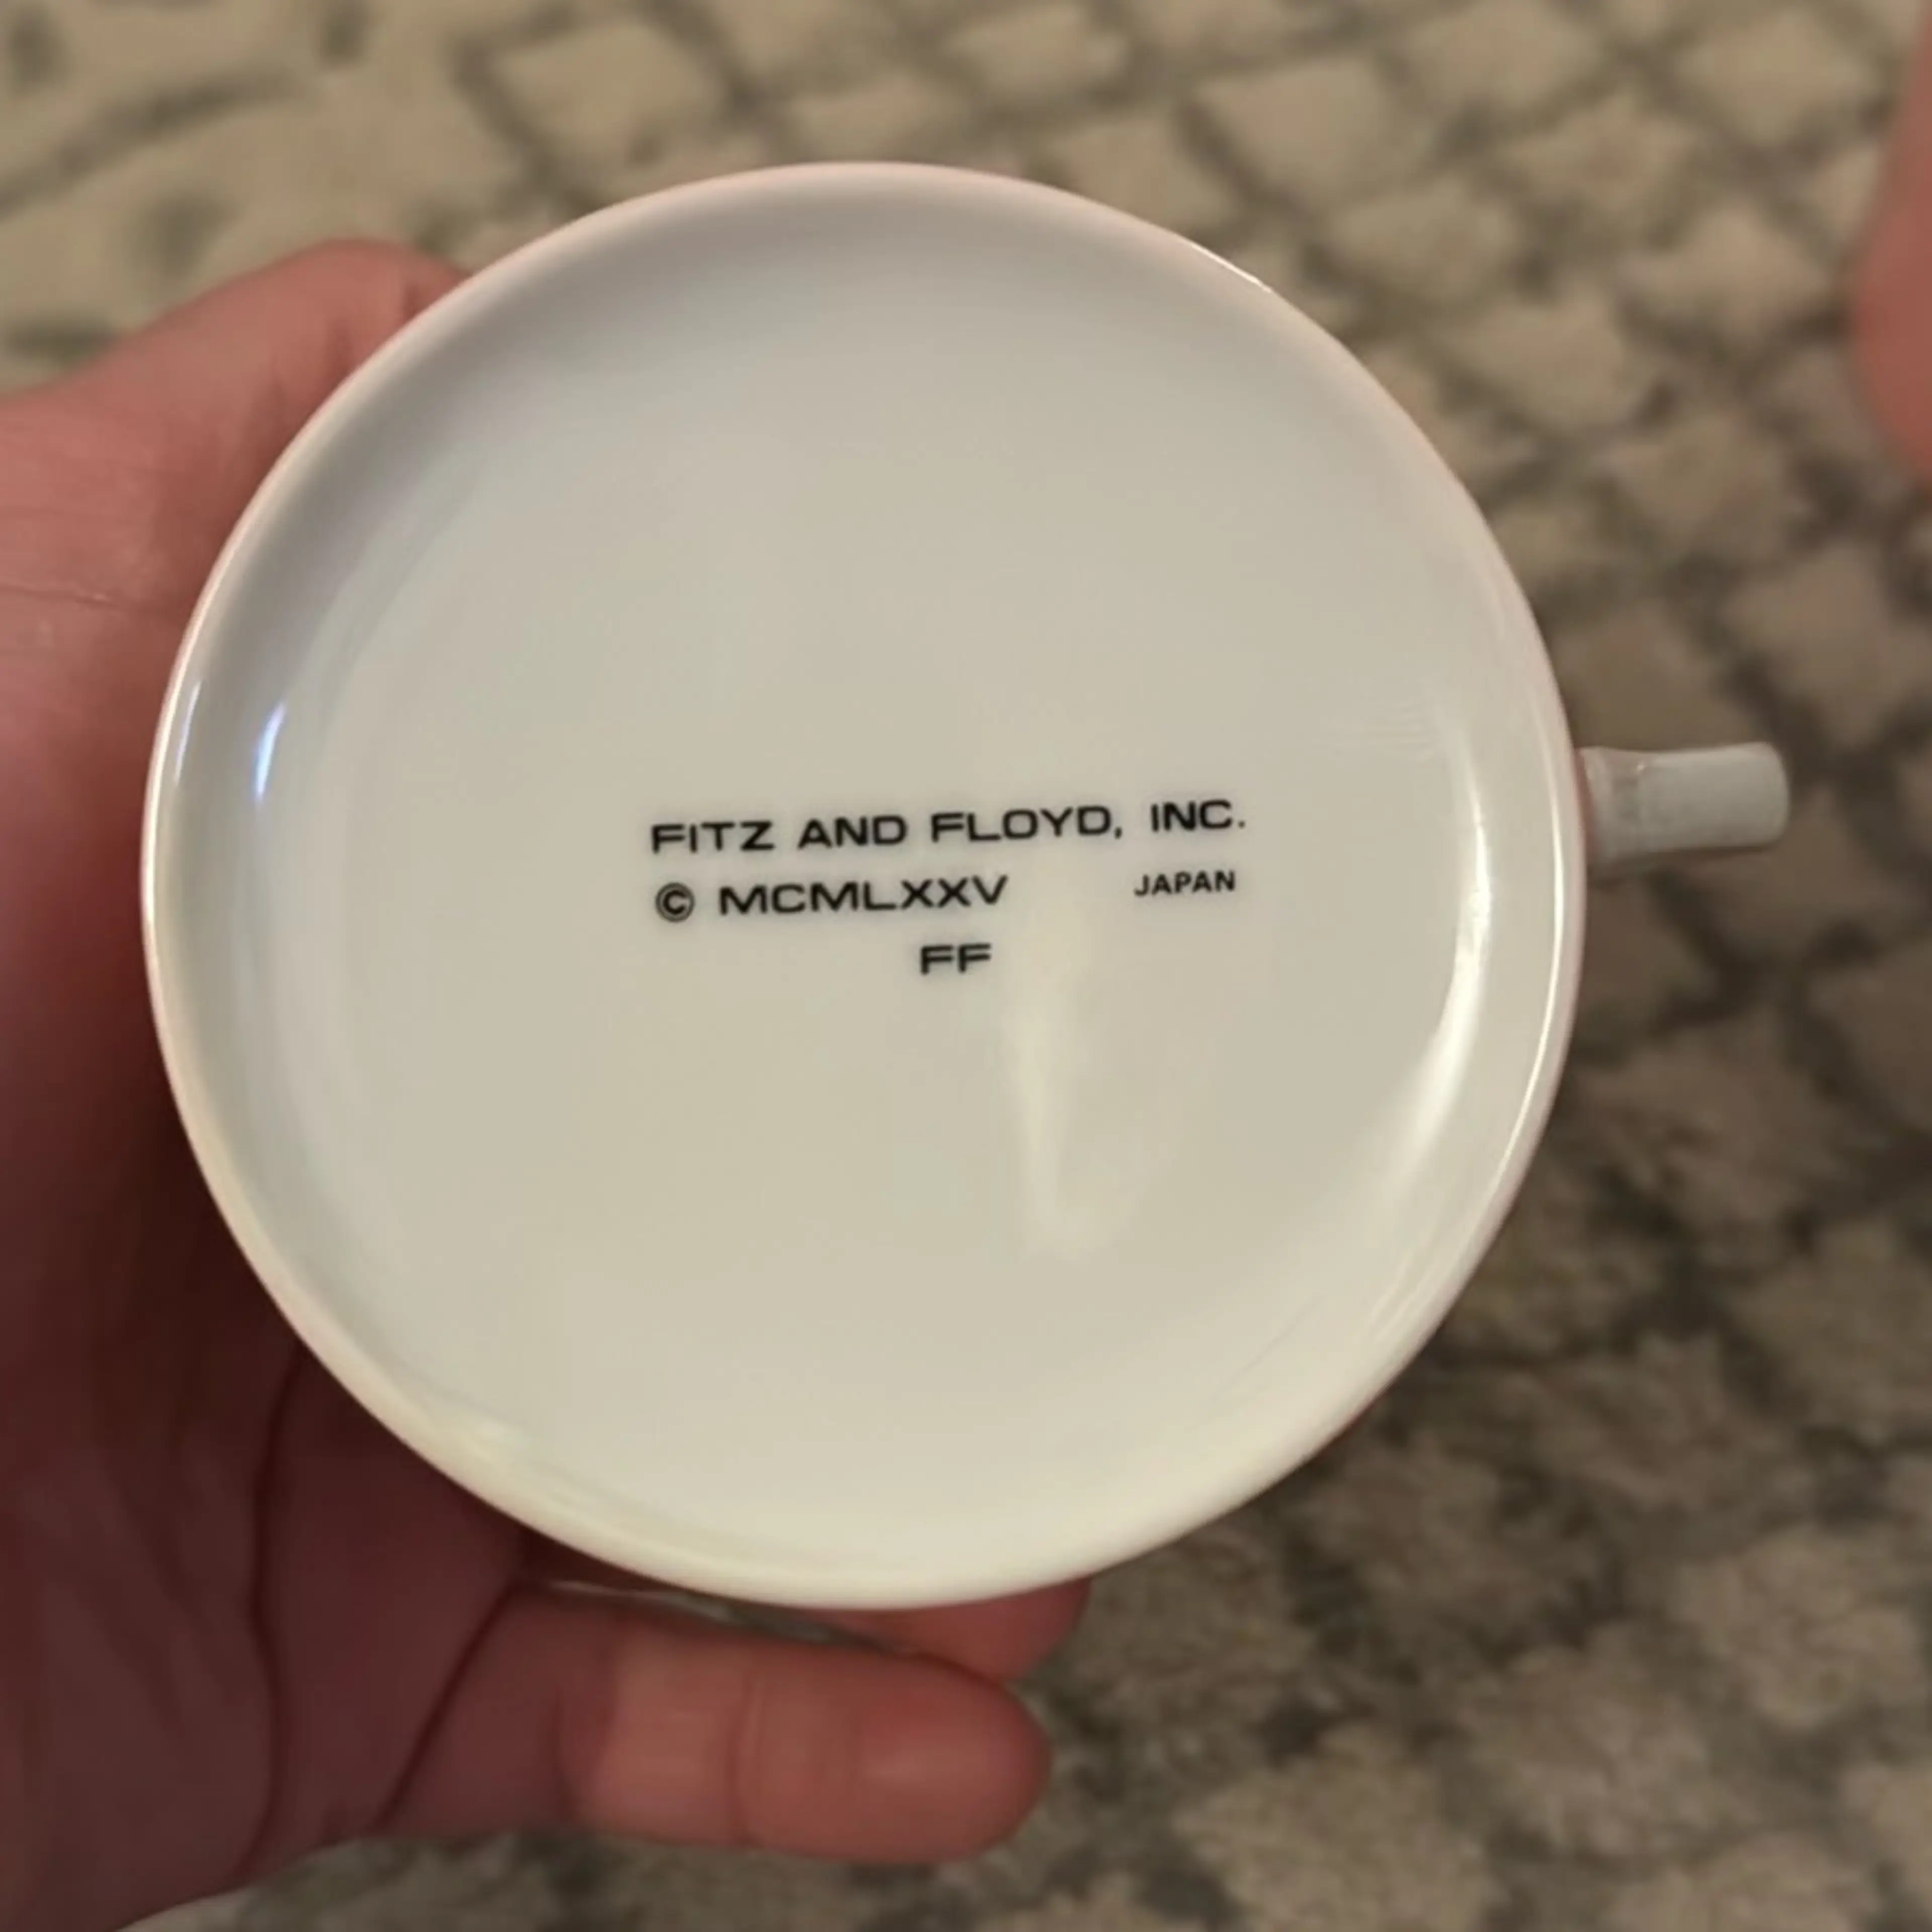 FITZ AND FLOYD, INC.
© MCMLXXV JAPAN
FF